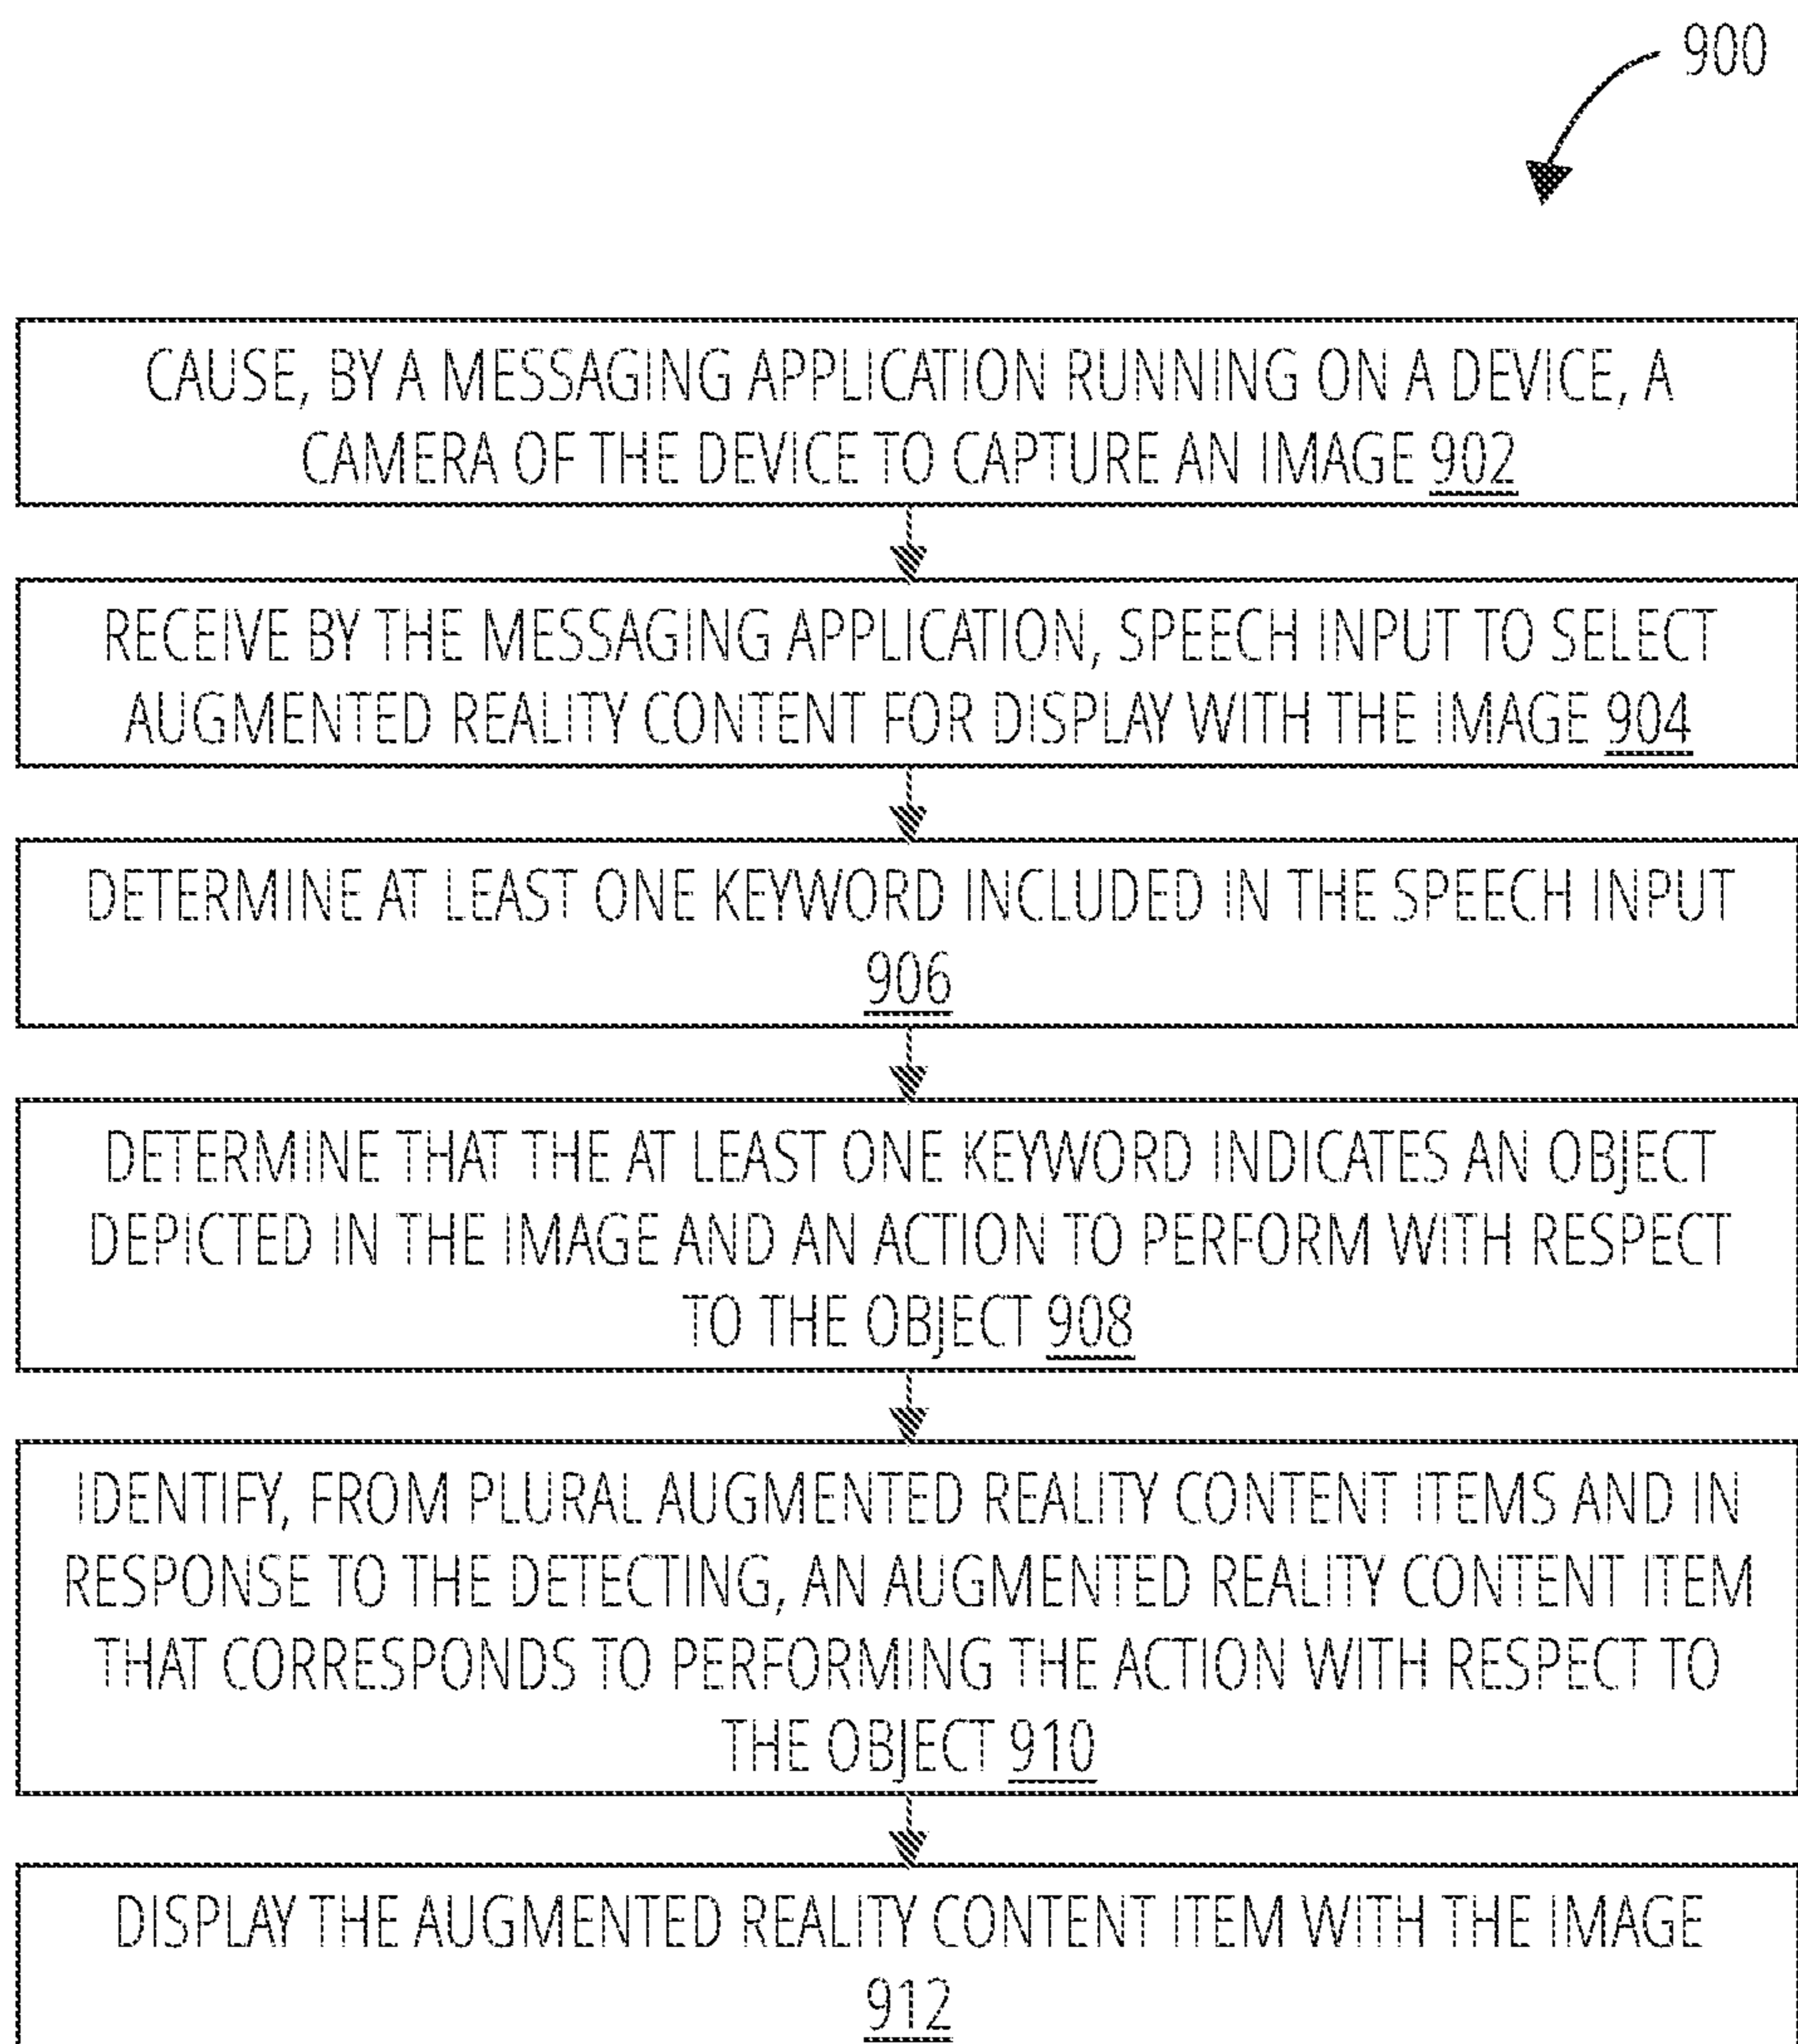 900
CAUSE, BY A MESSAGING APPLICATION RUNNING ON A DEVICE, A
CAMERA OF THE DEVICE TO CAPTURE AN IMAGE 902
RECEIVE BY THE MESSAGING APPLICATION, SPEECH INPUT TO SELECT
AUGMENTED REALITY CONTENT FOR DISPLAY WITH THE IMAGE 904
DETERMINE AT LEAST ONE KEYWORD INCLUDED IN THE SPEECH INPUT
906
DETERMINE THAT THE AT LEAST ONE KEYWORD INDICATES AN OBJECT
DEPICTED IN THE IMAGE AND AN ACTION TO PERFORM WITH RESPECT
TO THE OBJECT 908
IDENTIFY, FROM PLURAL AUGMENTED REALITY CONTENT ITEMS AND IN
RESPONSE TO THE DETECTING, AN AUGMENTED REALITY CONTENT ITEM
THAT CORRESPONDS TO PERFORMING THE ACTION WITH RESPECT TO
THE OBJECT 910
DISPLAY THE AUGMENTED REALITY CONTENT ITEM WITH THE IMAGE
912